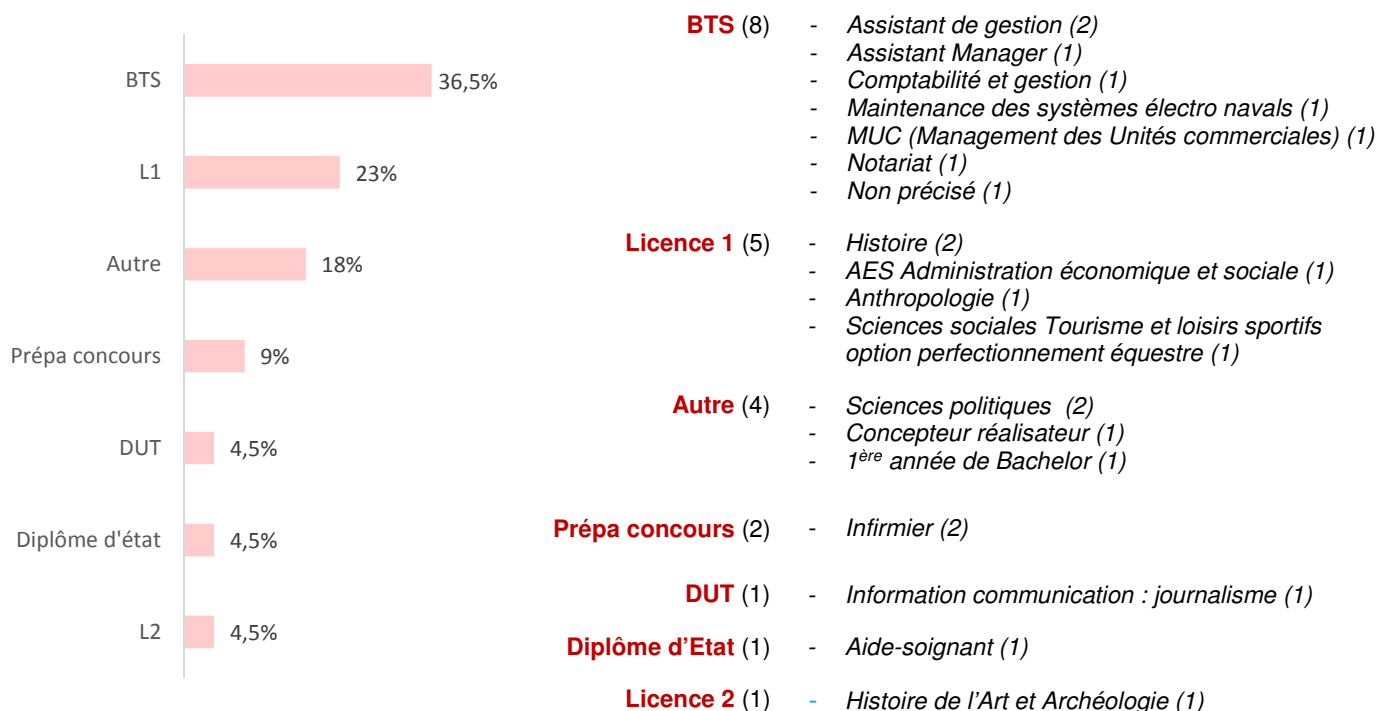 BTS 36,5%
L1 23%
Autre 18%
Prépa concours 9%
DUT 4,5%
Diplôme d'état 4,5%
L2 4,5%
BTS (8) - Assistant de gestion (2)
- Assistant Manager (1)
- Comptabilité et gestion (1)
- Maintenance des systèmes électro navals (1)
- MUC (Management des Unités commerciales) (1)
- Notariat (1)
- Non précisé (1)
Licence 1 (5) - Histoire (2)
- AES Administration économique et sociale (1)
- Anthropologie (1)
- Sciences sociales Tourisme et loisirs sportifs
option perfectionnement équestre (1)
Autre (4) - Sciences politiques (2)
- Concepteur réalisateur (1)
- 1ère année de Bachelor (1)
Prépa concours (2) - Infirmier (2)
DUT (1) - Information communication : journalisme (1)
Diplôme d’Etat (1) - Aide-soignant (1)
Licence 2 (1) - Histoire de l’Art et Archéologie (1)